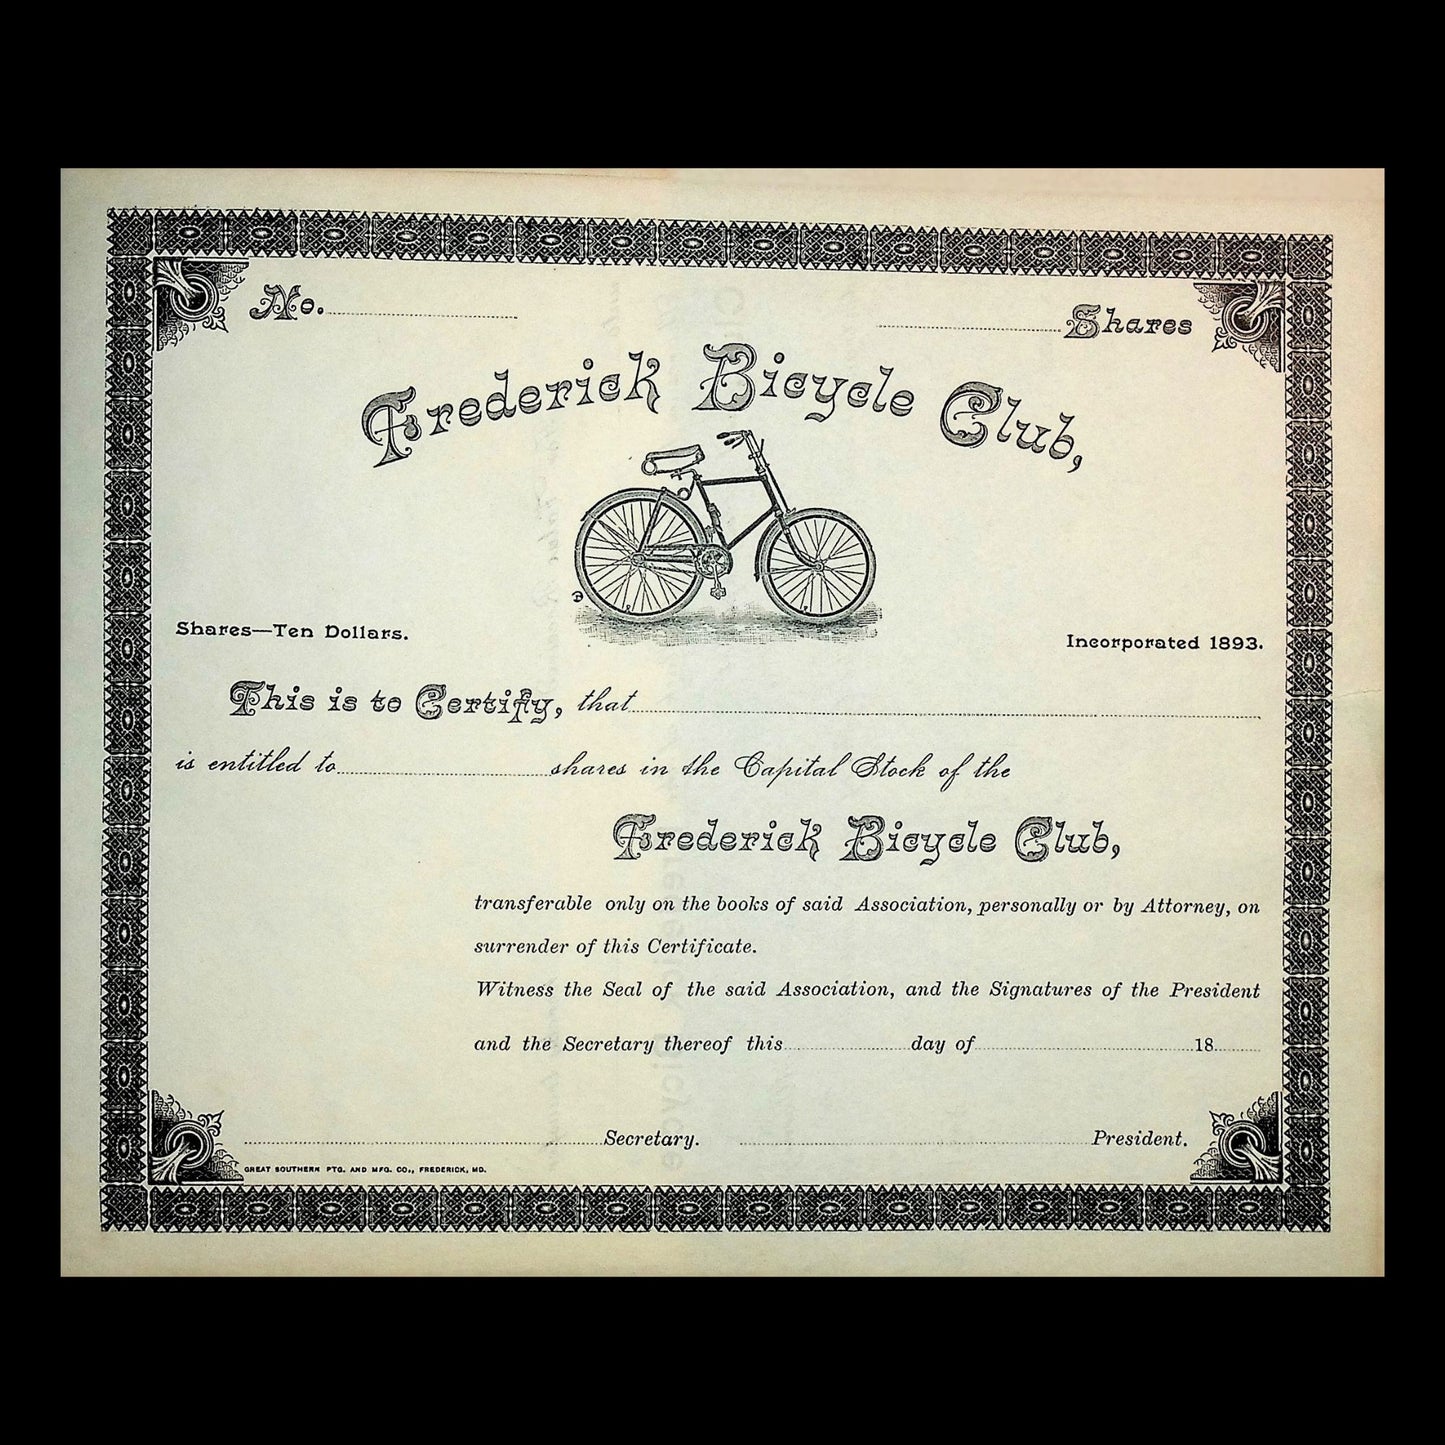 No.
Shares
Frederick Bicycle Club,
Shares—Ten Dollars.
Incorporated 1893.
This is to Certify, that
is entitled to shares in the Capital Stock of the
Frederick Bicycle Club,
transferable only on the books of said Association, personally or by Attorney, on
surrender of this Certificate.
Witness the Seal of the said Association, and the Signatures of the President
and the Secretary thereof this day of 18
Secretary. President.
GREAT SOUTHERN PTG. AND MFG. CO., FREDERICK, MD.